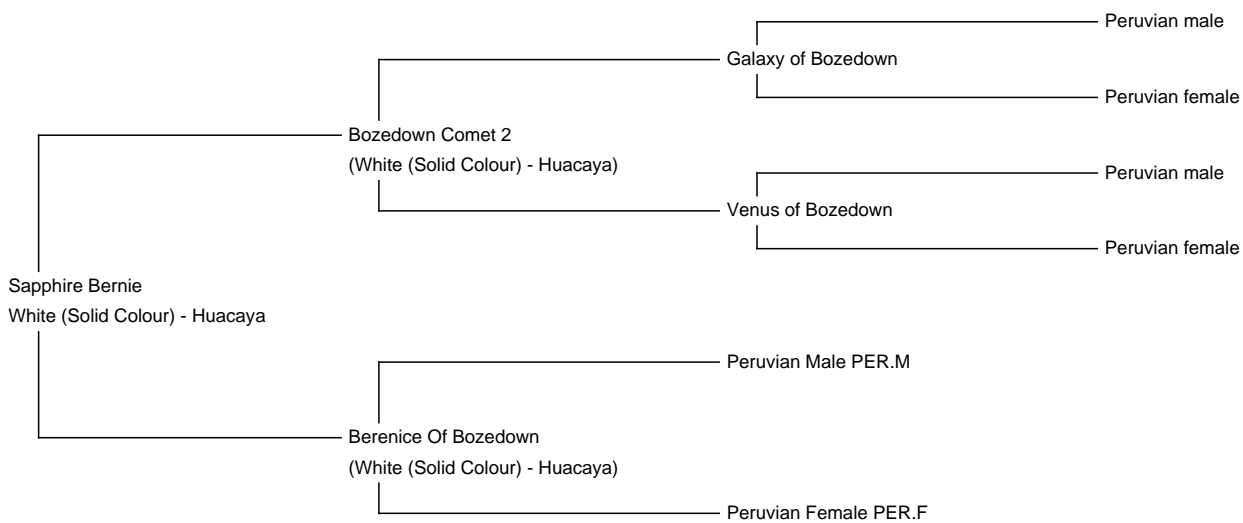 Peruvian male
Galaxy of Bozedown
Peruvian female
Bozedown Comet 2
(White (Solid Colour) - Huacaya)
Peruvian male
Venus of Bozedown
Peruvian female
Sapphire Bernie
White (Solid Colour) - Huacaya
Peruvian Male PER.M
Berenice Of Bozedown
(White (Solid Colour) - Huacaya)
Peruvian Female PER.F